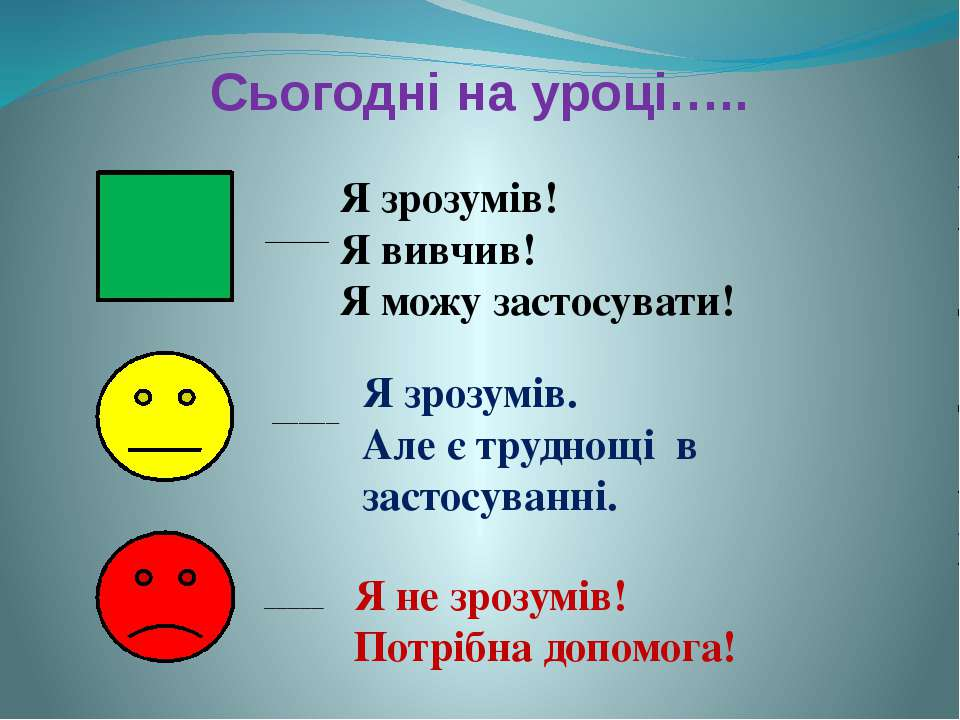 Сьогодні на уроці…..
Я зрозумів!
Я вивчив!
Я можу застосувати!
Я зрозумів.
Але є труднощі в
застосуванні.
Я не зрозумів!
Потрібна допомога!